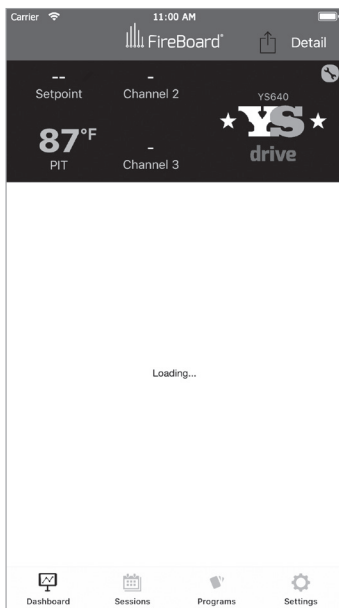 Carrier 11:00 AM
FireBoard® Detail
-- -
Setpoint Channel 2
YS640
YS
drive
87°F -
PIT Channel 3
Loading...
Dashboard Sessions Programs Settings